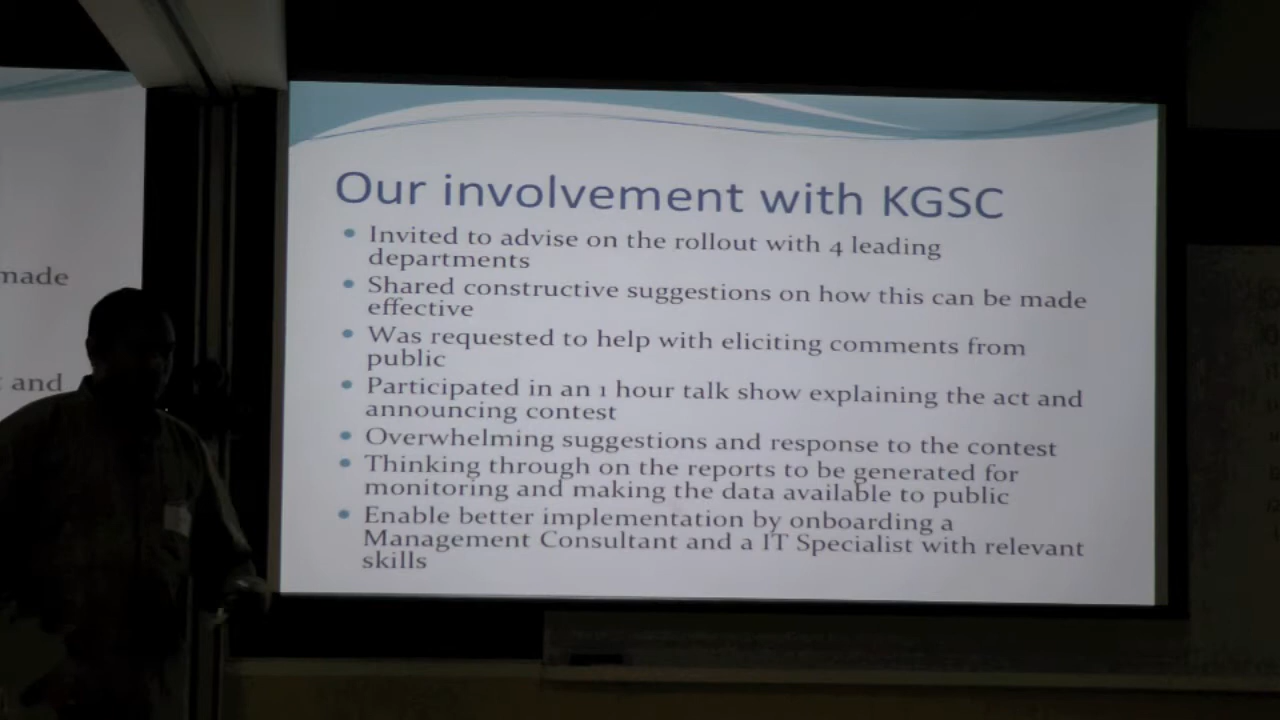 made
and
Our involvement with KGSC
Invited to advise on the rollout with 4 leading
departments
Shared constructive suggestions on how this can be made
effective
Was requested to help with eliciting comments from
public
Participated in an 1 hour talk show explaining the act and
announcing contest
Overwhelming suggestions and response to the contest
Thinking through on the reports to be generated for
monitoring and making the data available to public
Enable better implementation by onboarding a
Management Consultant and a IT Specialist with relevant
skills